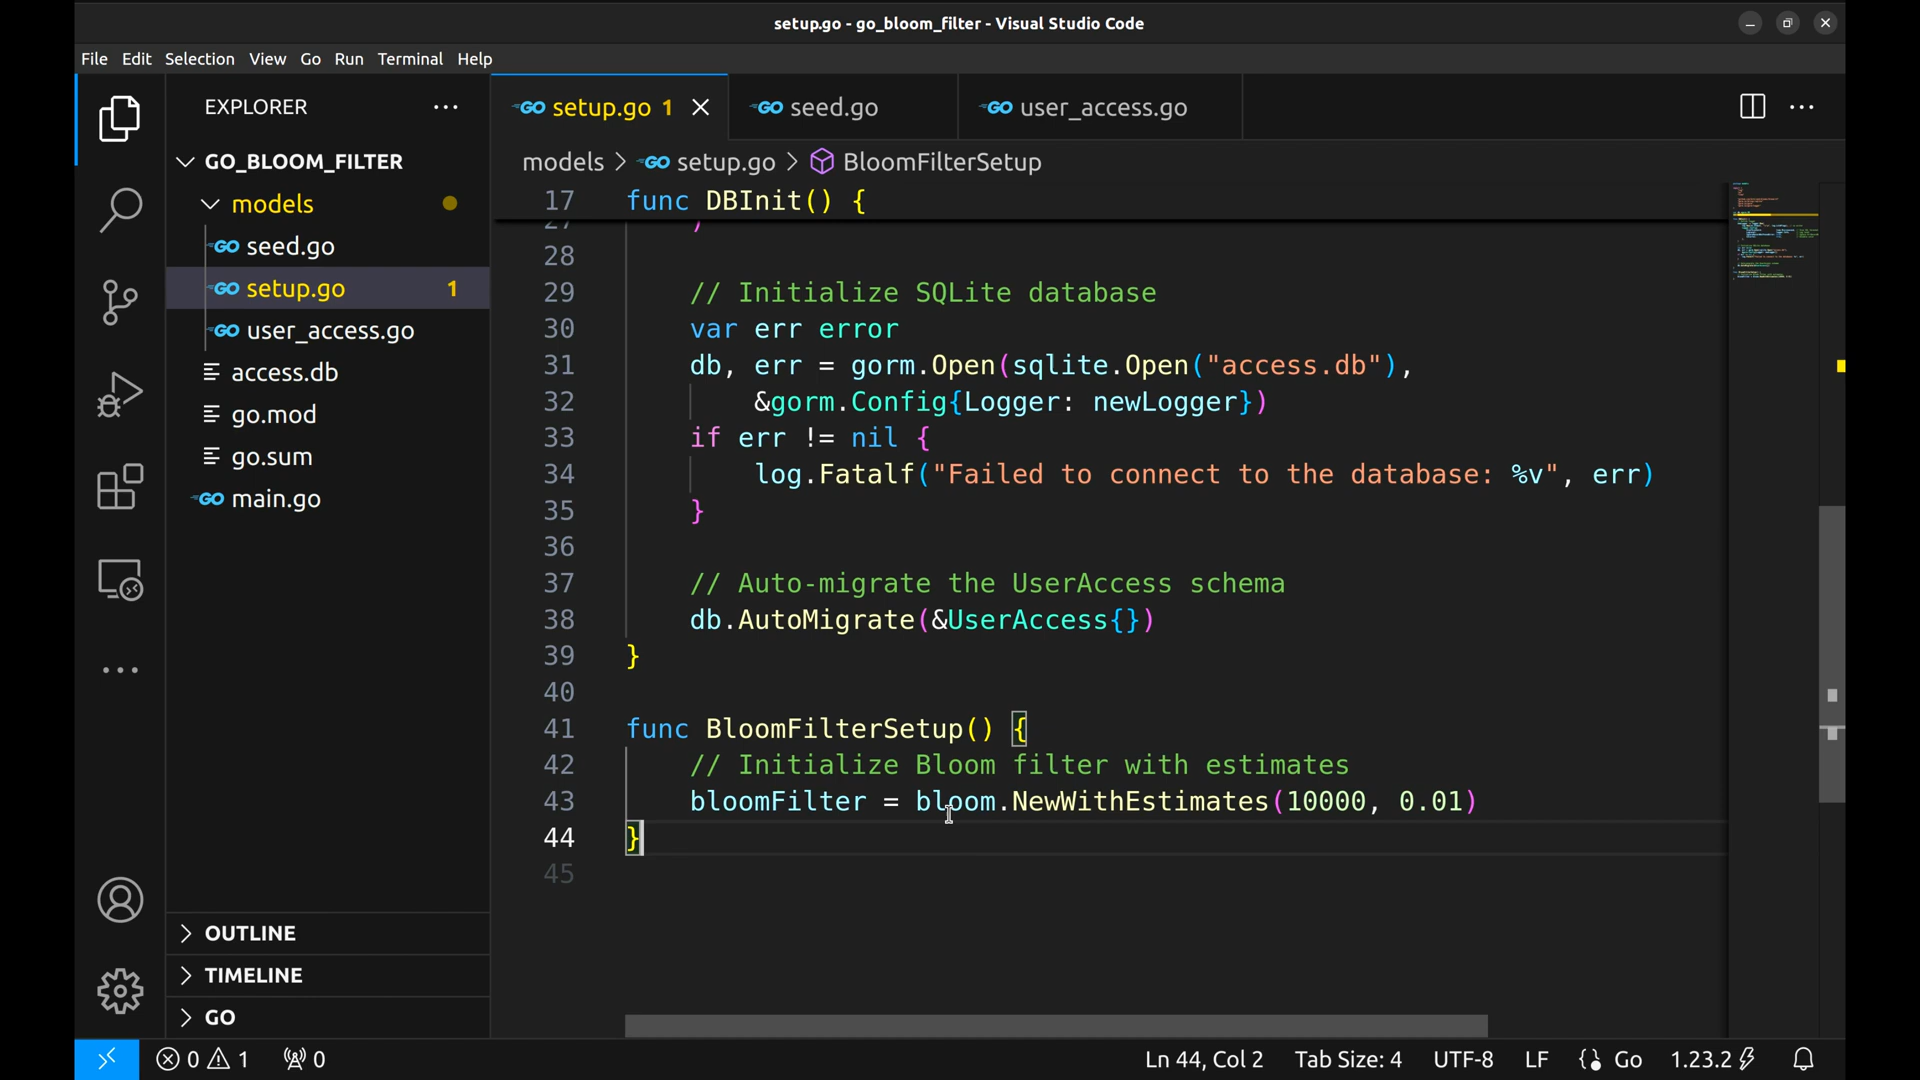 setup.go - go_bloom_filter - Visual Studio Code
File Edit Selection View Go Run Terminal Help
EXPLORER
GO_BLOOM_FILTER
models
seed.go
setup.go 1
user_access.go
access.db
go.mod
go.sum
main.go
OUTLINE
TIMELINE
GO
setup.go 1
seed.go
user_access.go
models > setup.go > BloomFilterSetup
17 func DBInit() {
27 )
28
29 // Initialize SQLite database
30 var err error
31 db, err = gorm.Open(sqlite.Open("access.db"),
32 &gorm.Config{Logger: newLogger})
33 if err != nil {
34 log.Fatalf("Failed to connect to the database: %v", err)
35 }
36
37 // Auto-migrate the UserAccess schema
38 db.AutoMigrate(&UserAccess{})
39 }
40
41 func BloomFilterSetup() {
42 // Initialize Bloom filter with estimates
43 bloomFilter = bloom.NewWithEstimates(10000, 0.01)
44 }
45
0 1 0 Ln 44, Col 2 Tab Size: 4 UTF-8 LF Go 1.23.2